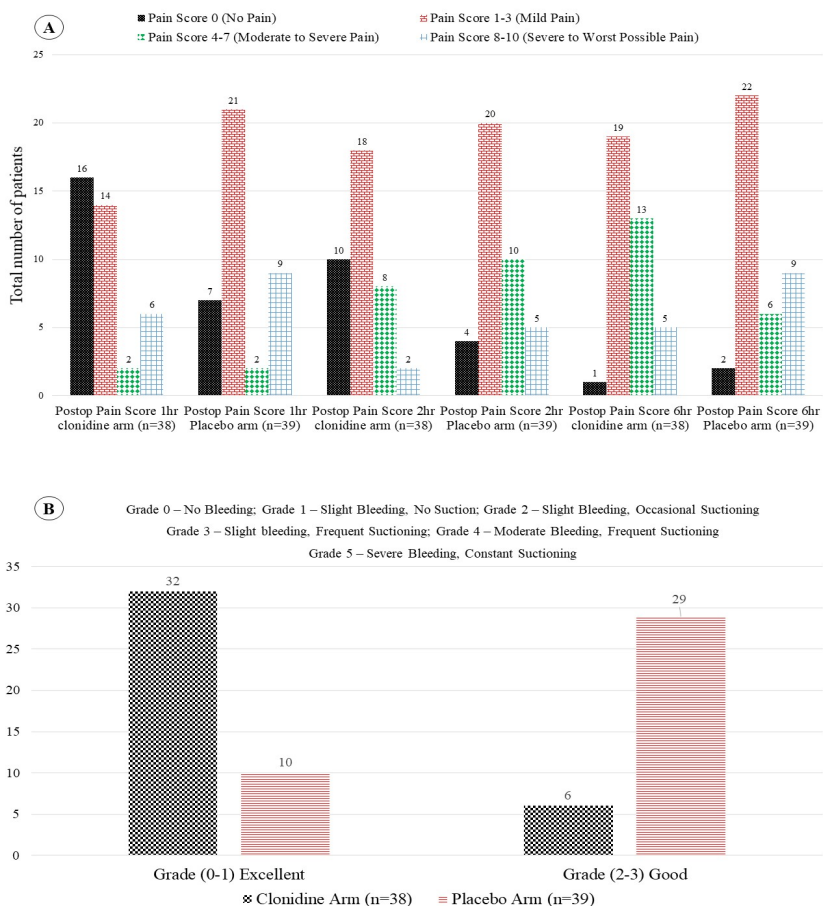 A
Pain Score 0 (No Pain)
Pain Score 1-3 (Mild Pain)
Pain Score 4-7 (Moderate to Severe Pain)
Pain Score 8-10 (Severe to Worst Possible Pain)
Total number of patients
25
20
15
10
5
0
16
14
2
6
7
21
2
9
10
18
8
2
4
20
10
5
1
19
13
5
2
22
6
9
Postop Pain Score 1hr
clonidine arm (n=38)
Postop Pain Score 1hr
Placebo arm (n=39)
Postop Pain Score 2hr
clonidine arm (n=38)
Postop Pain Score 2hr
Placebo arm (n=39)
Postop Pain Score 6hr
clonidine arm (n=38)
Postop Pain Score 6hr
Placebo arm (n=39)
B
Grade 0 – No Bleeding; Grade 1 – Slight Bleeding, No Suction; Grade 2 – Slight Bleeding, Occasional Suctioning
Grade 3 – Slight bleeding, Frequent Suctioning; Grade 4 – Moderate Bleeding, Frequent Suctioning
Grade 5 – Severe Bleeding, Constant Suctioning
35
30
25
20
15
10
5
0
32
10
6
29
Grade (0-1) Excellent
Grade (2-3) Good
Clonidine Arm (n=38)
Placebo Arm (n=39)